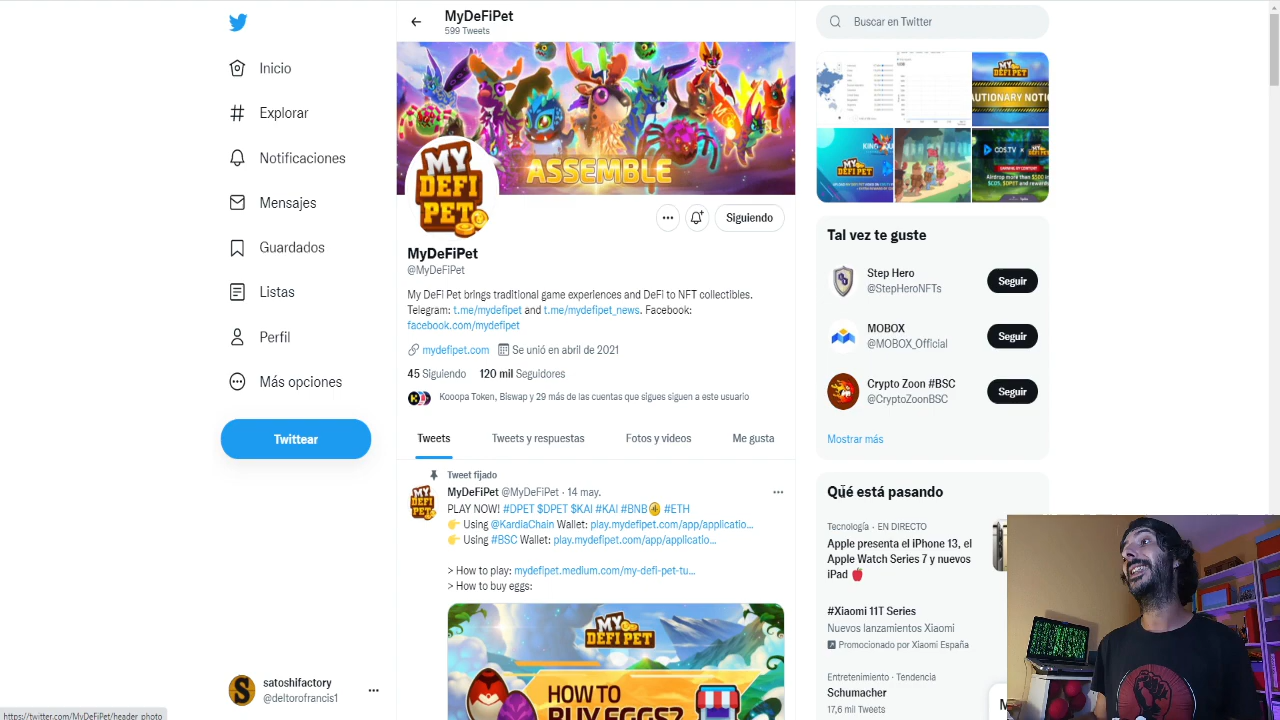 MyDeFiPet
599 Tweets
Buscar en Twitter
Inicio
Explorar
Notificaciones
Mensajes
Guardados
Listas
Perfil
Más opciones
Twittear
satoshifactory
@deltorofrancis1
https://twitter.com/MyDeFiPet/header_photo
ASSEMBLE
MY
DEFI
PET
Siguiendo
MyDeFiPet
@MyDeFiPet
My DeFi Pet brings traditional game experiences and DeFi to NFT collectibles.
Telegram: t.me/mydefipet and t.me/mydefipet_news. Facebook:
facebook.com/mydefipet
mydefipet.com Se unió en abril de 2021
45 Siguiendo 120 mil Seguidores
Kooopa Token, Biswap y 29 más de las cuentas que sigues siguen a este usuario
Tweets Tweets y respuestas Fotos y videos Me gusta
Tweet fijado
MyDeFiPet @MyDeFiPet · 14 may.
PLAY NOW! #DPET $DPET $KAI #KAI #BNB #ETH
👉 Using @KardiaChain Wallet: play.mydefipet.com/app/applicatio...
👉 Using #BSC Wallet: play.mydefipet.com/app/applicatio...
> How to play: mydefipet.medium.com/my-defi-pet-tu...
> How to buy eggs:
MY
DEFI PET
HOW TO
BUY EGGS?
MY
DEFI PET
AUTIONARY NOTI
MY
DEFI PET
COS.TV x
Airdrop more than $100 in
$COS, $DPET and rewards
Tal vez te guste
Step Hero
@StepHeroNFTs
Seguir
MOBOX
@MOBOX_Official
Seguir
Crypto Zoon #BSC
@CryptoZoonBSC
Seguir
Mostrar más
Qué está pasando
Tecnología · EN DIRECTO
Apple presenta el iPhone 13, el
Apple Watch Series 7 y nuevos
iPad 🍎
#Xiaomi 11T Series
Nuevos lanzamientos Xiaomi
Promocionado por Xiaomi España
Entretenimiento · Tendencia
Schumacher
17,6 mil Tweets
M